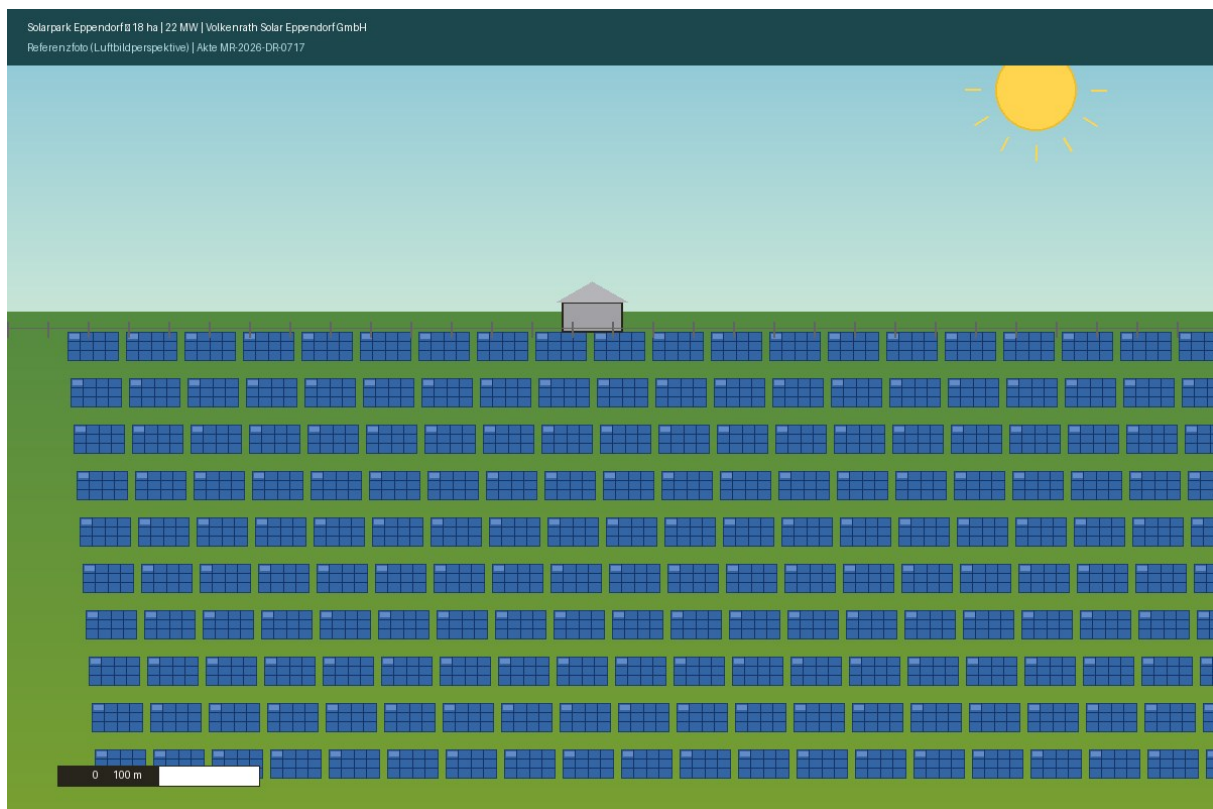 Solarpark Eppendorf ☒ 18 ha | 22 MW | Volkenrath Solar Eppendorf GmbH
Referenzfoto (Luftbildperspektive) | Akte MR-2026-DR-0717
0 100 m